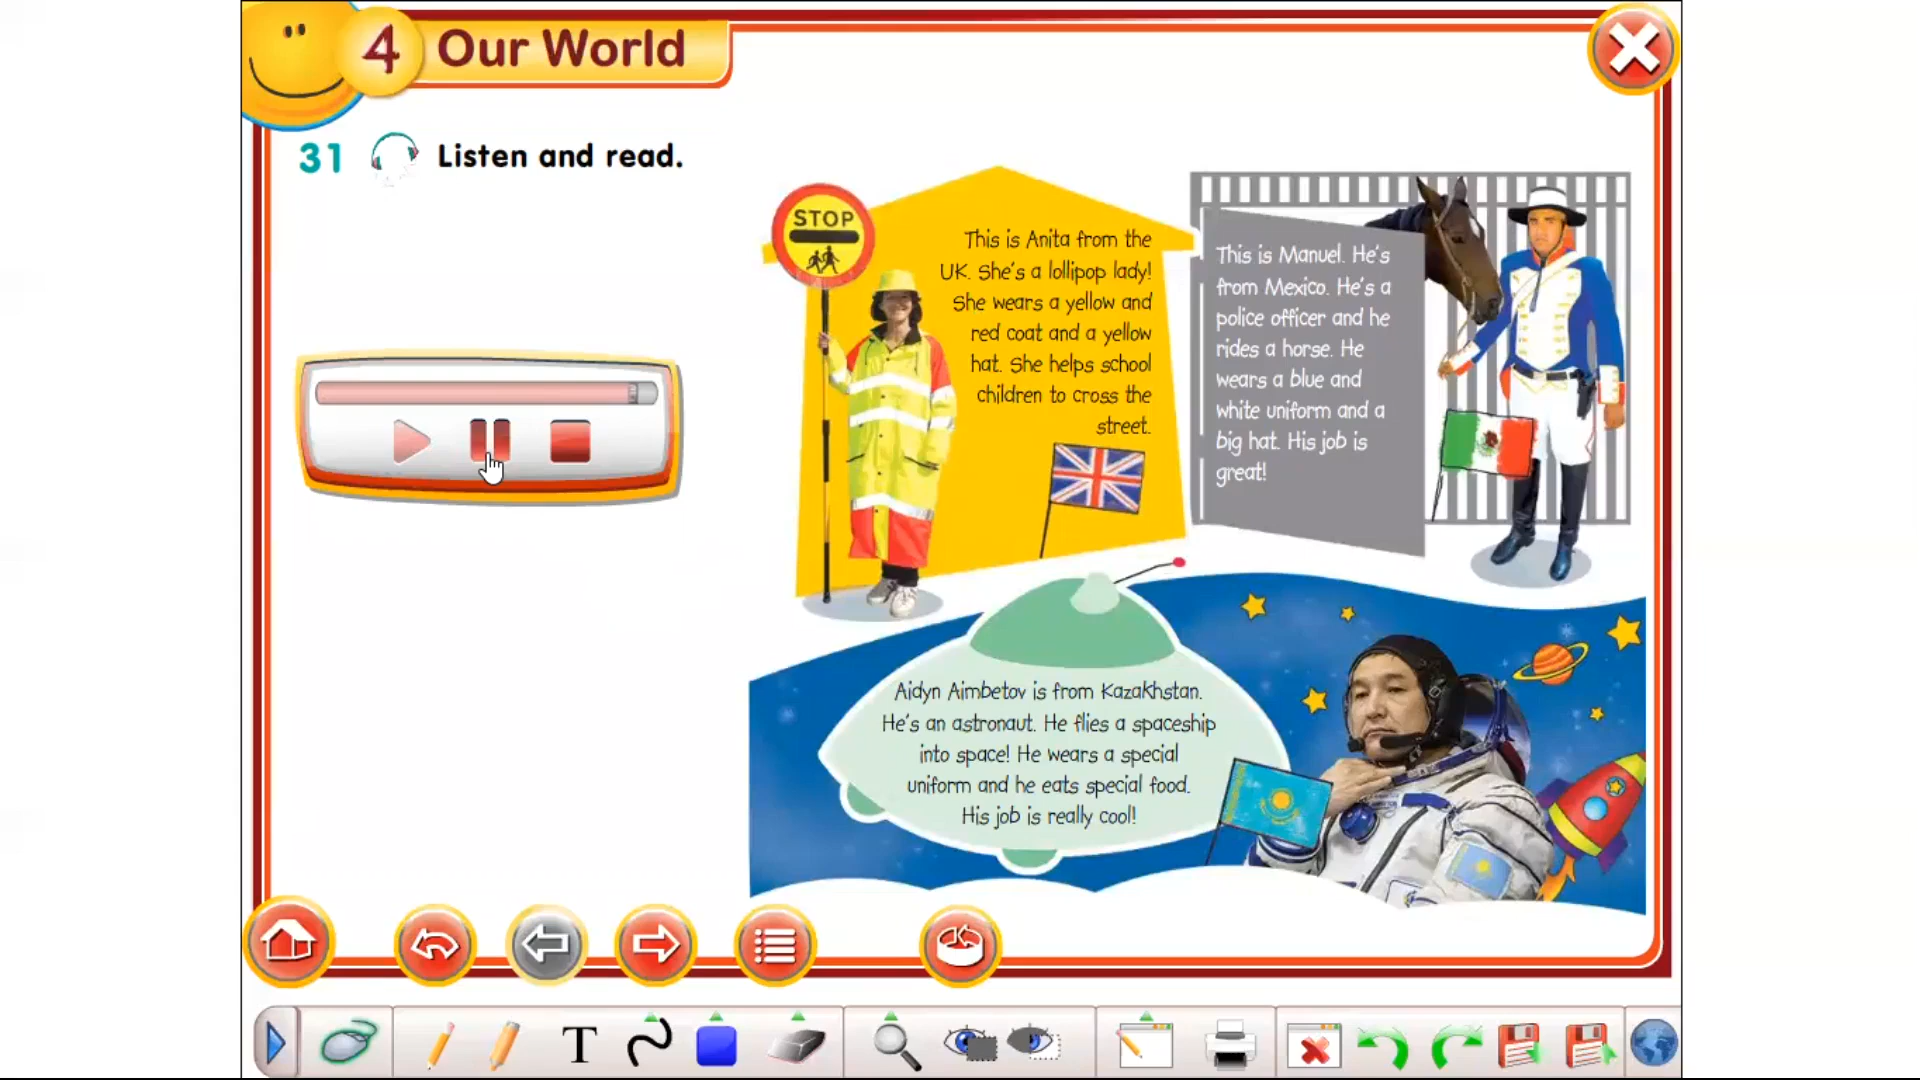 4 Our World
31 Listen and read.
STOP
This is Anita from the
UK. She's a lollipop lady!
She wears a yellow and
red coat and a yellow
hat. She helps school
children to cross the
street.
This is Manuel. He's
from Mexico. He's a
police officer and he
rides a horse. He
wears a blue and
white uniform and a
big hat. His job is
great!
Aidyn Aimbetov is from Kazakhstan.
He's an astronaut. He flies a spaceship
into space! He wears a special
uniform and he eats special food.
His job is really cool!
T